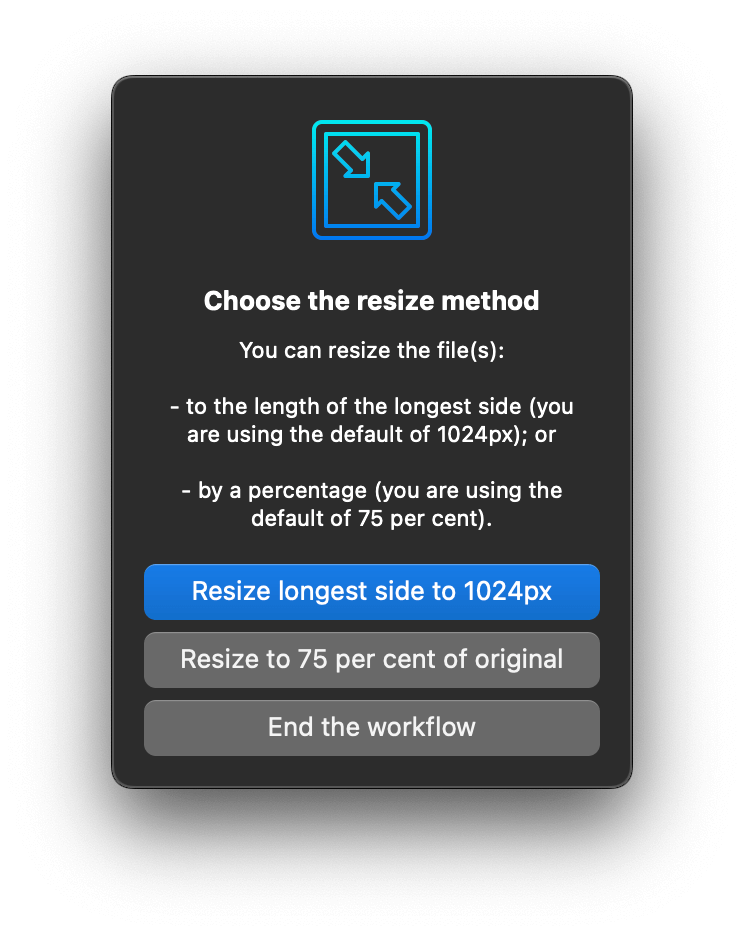 Choose the resize method
You can resize the file(s):
- to the length of the longest side (you
are using the default of 1024px); or
- by a percentage (you are using the
default of 75 per cent).
Resize longest side to 1024px
Resize to 75 per cent of original
End the workflow